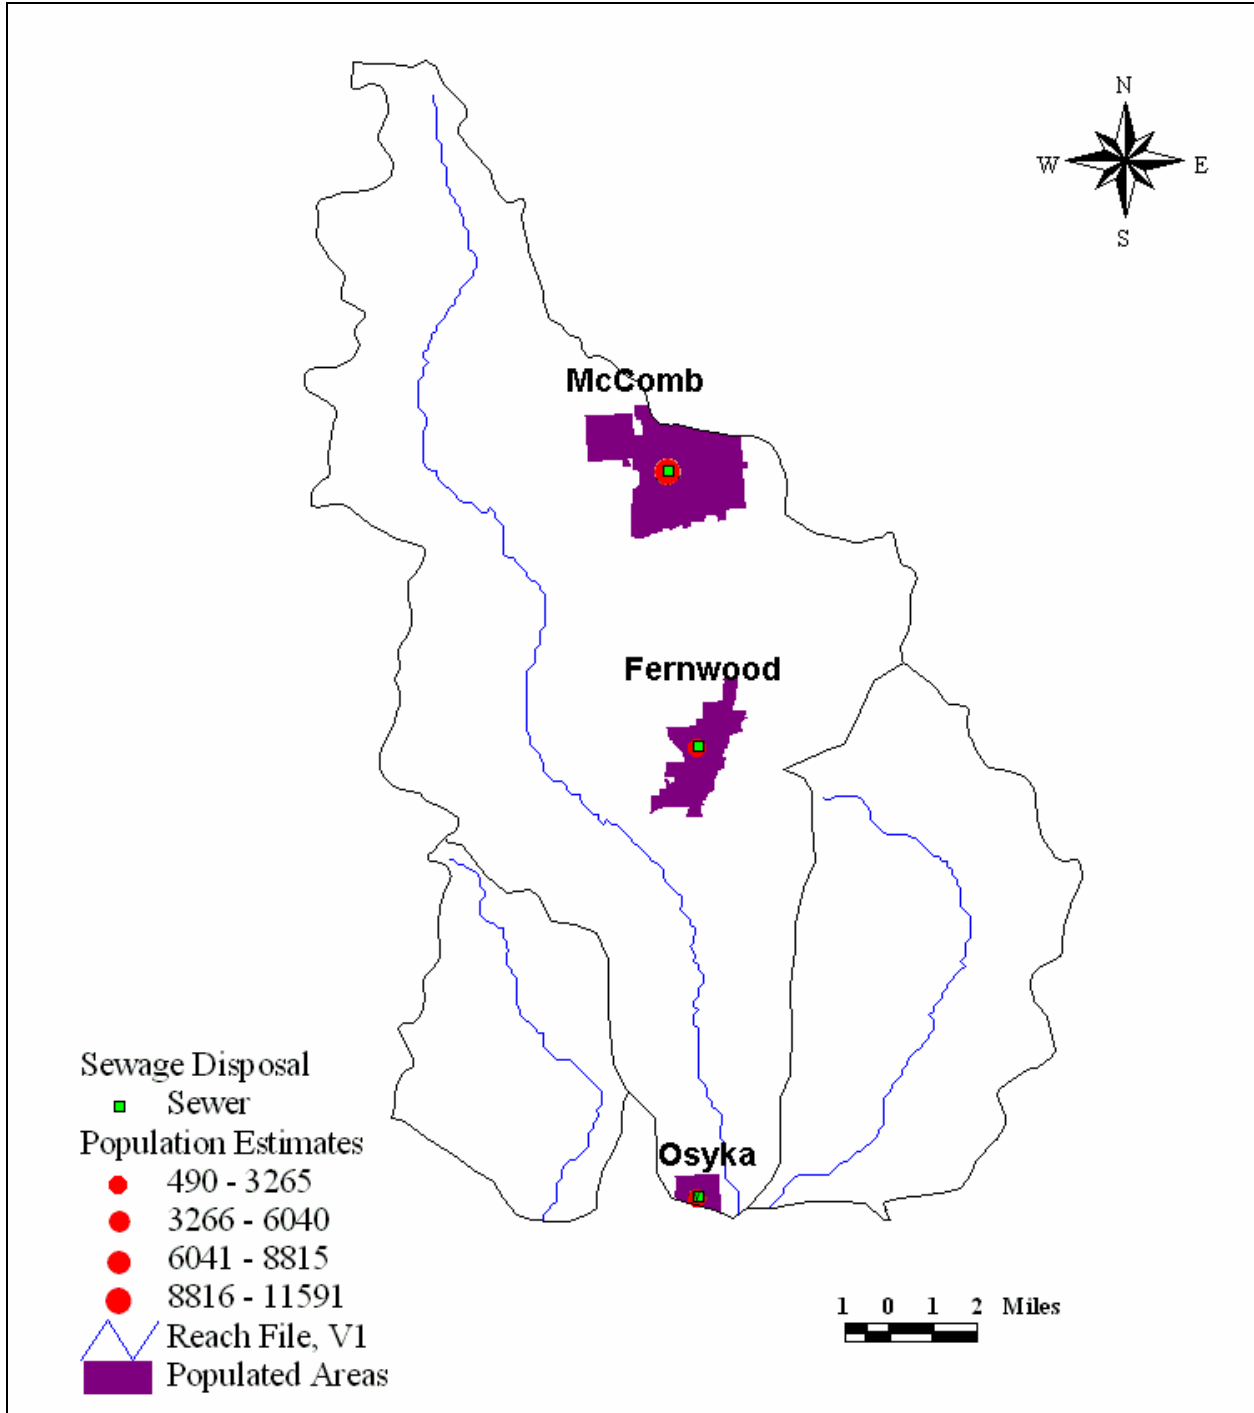 N
W E
S
McComb
Fernwood
Osyka
Sewage Disposal
Sewer
Population Estimates
490 - 3265
3266 - 6040
6041 - 8815
8816 - 11591
Reach File, V1
Populated Areas
1 0 1 2 Miles